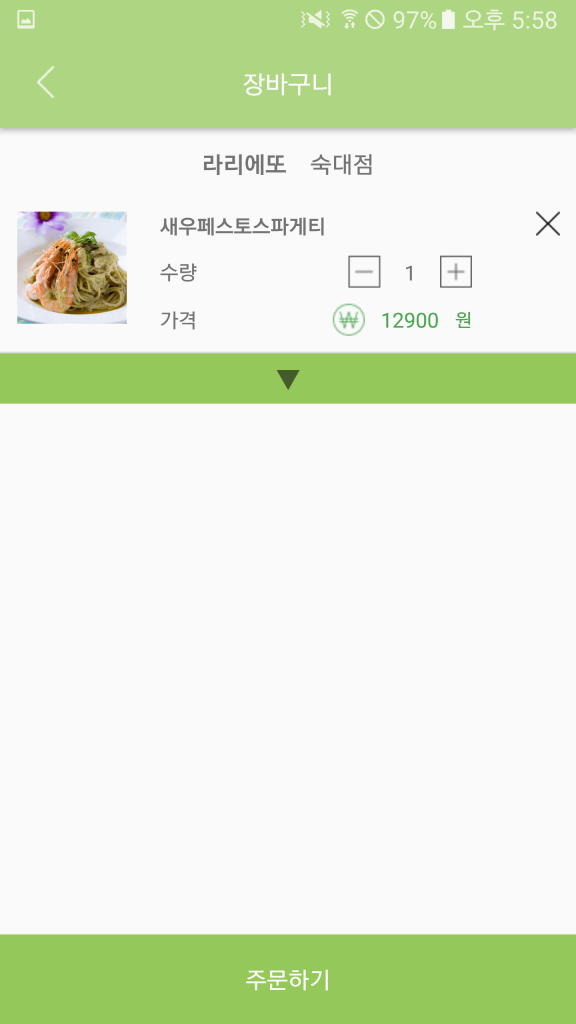 97% 오후 5:58
장바구니
라리에또 숙대점
새우페스토스파게티
수량 1
가격 ₩ 12900 원
주문하기